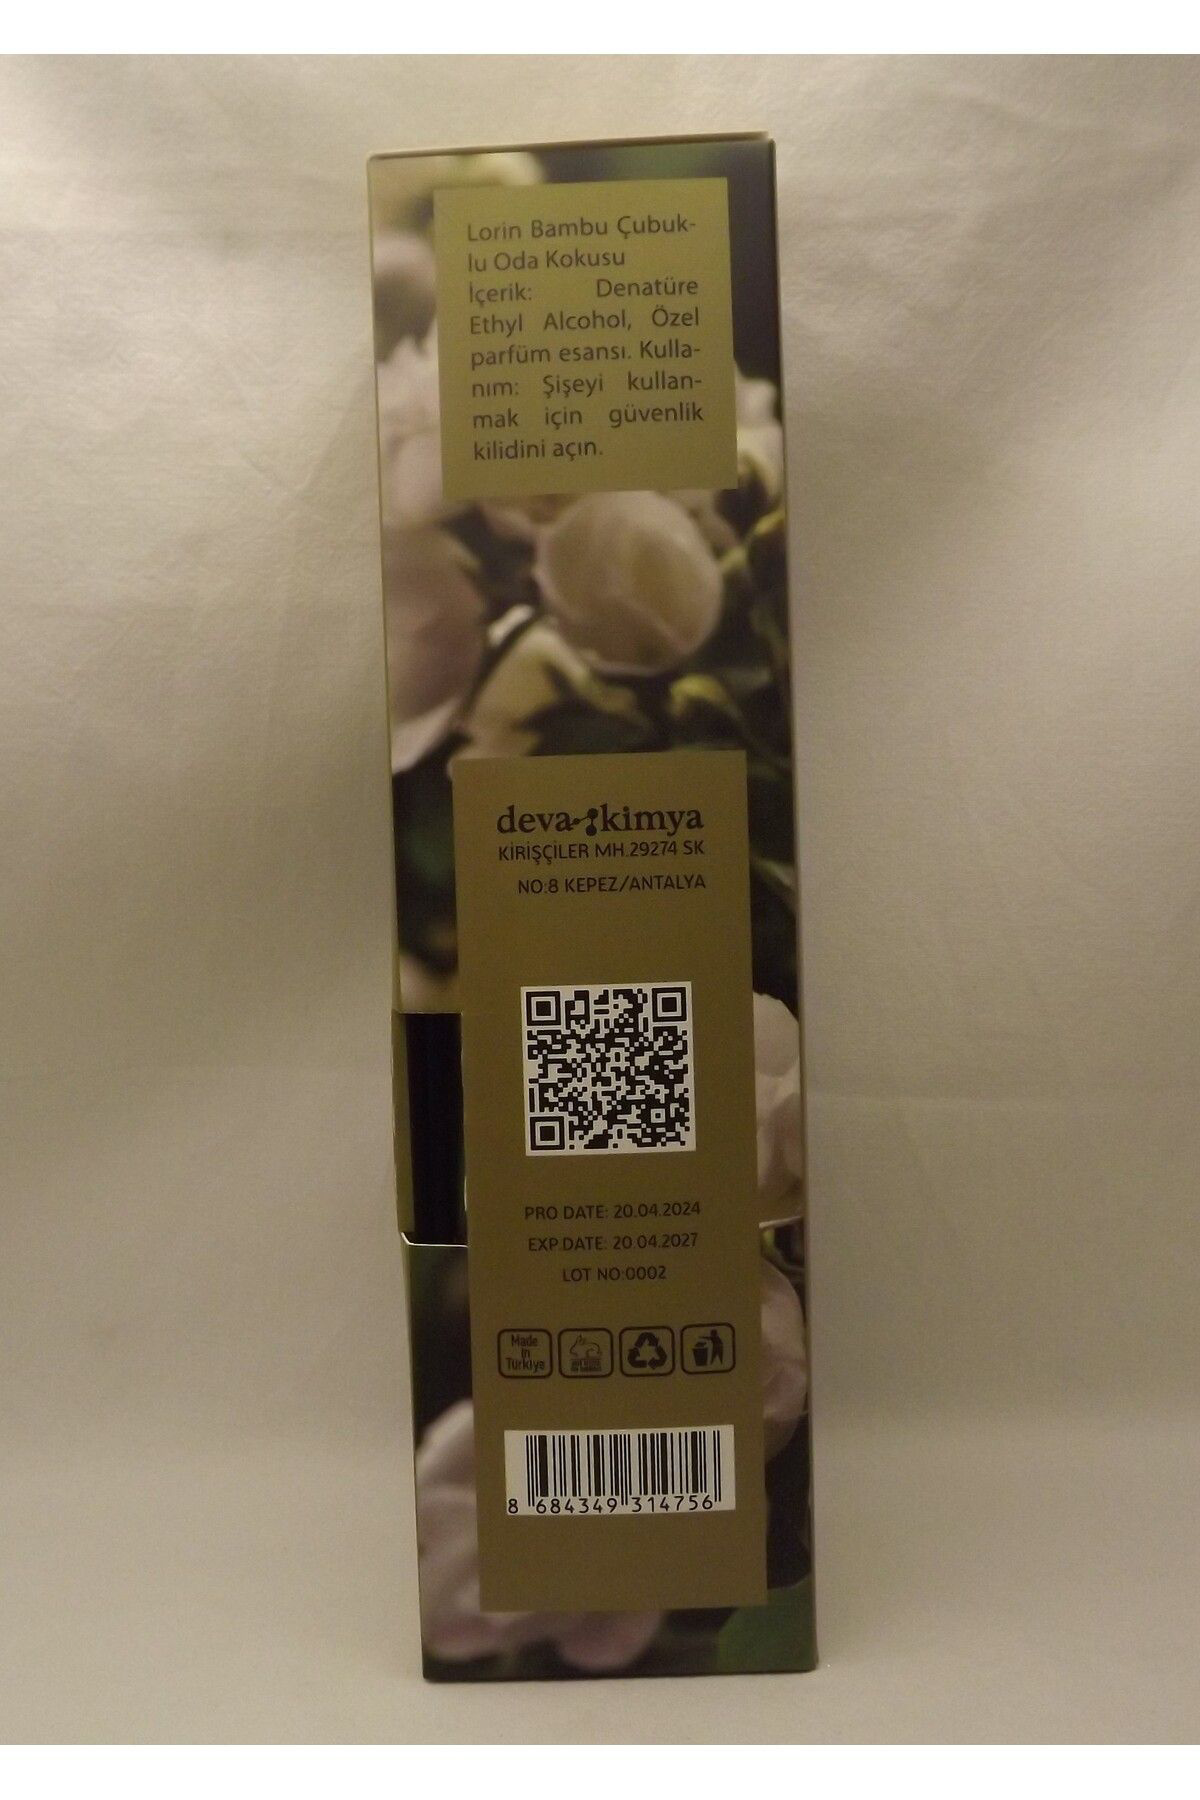 Lorin Bambu Çubuk-
lu Oda Kokusu
İçerik: Denatüre
Ethyl Alcohol, Özel
parfüm esansı. Kulla-
nım: Şişeyi kullan-
mak için güvenlik
kilidini açın.
deva kimya
KİRİŞÇİLER MH.29274 SK
NO:8 KEPEZ/ANTALYA
PRO DATE: 20.04.2024
EXP.DATE: 20.04.2027
LOT NO:0002
Made
in
Türkiye
8 684349 314756